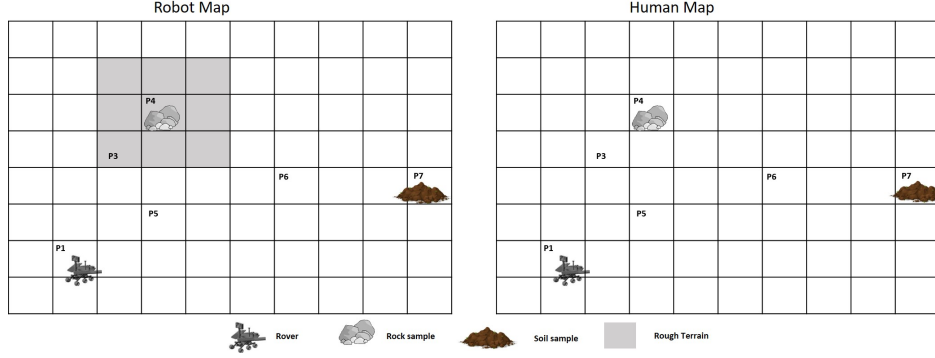 Robot Map
Human Map
P4
P3
P6
P7
P5
P1
P4
P3
P6
P7
P5
P1
Rover
Rock sample
Soil sample
Rough Terrain